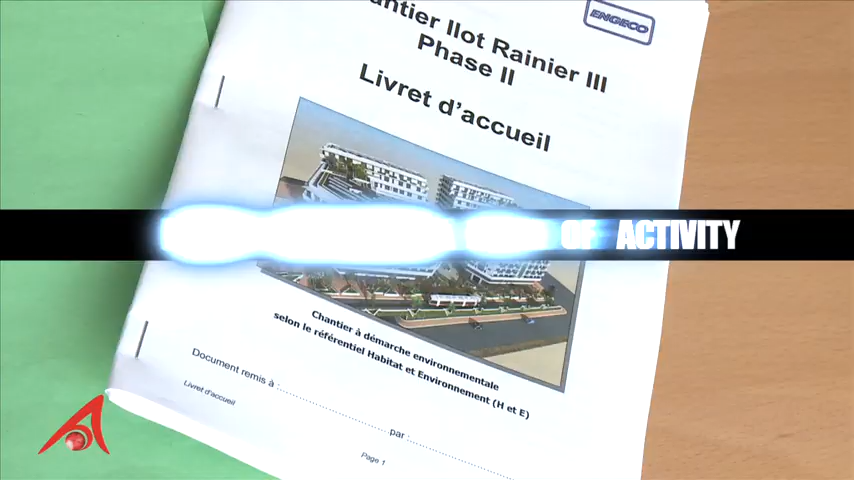 ENGECO
Ilot Rainier III
Phase II
Livret d'accueil
OF ACTIVITY
Chantier à démarche environnementale
selon le référentiel Habitat et Environnement (H et E)
Document remis à :
par :
Livret d'accueil
Page 1